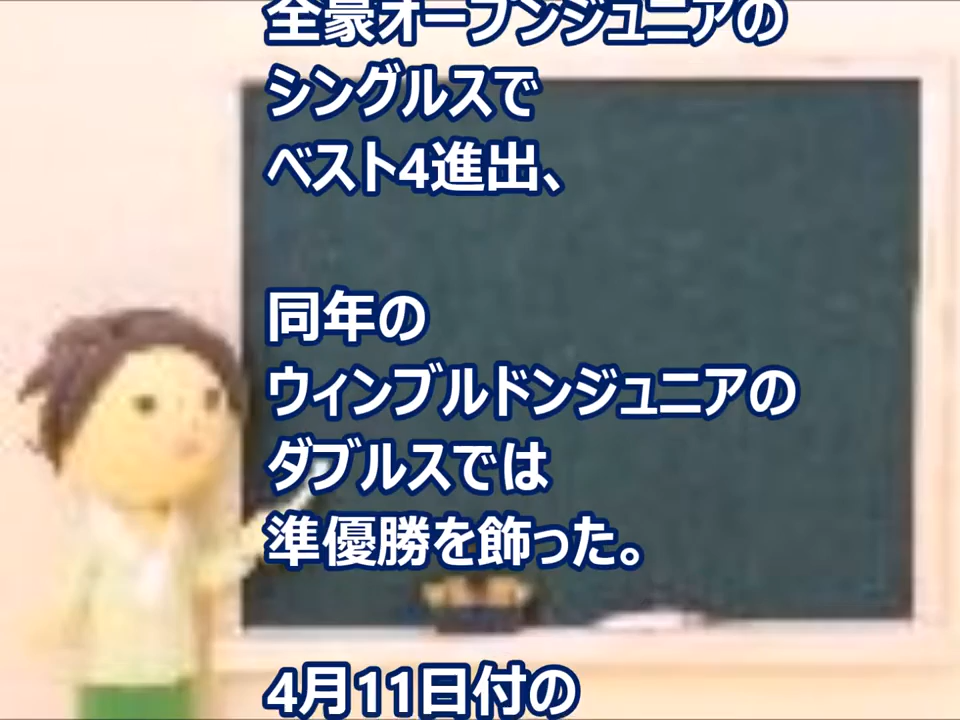 全豪オープンジュニアの
シングルスで
ベスト4進出、
同年の
ウィンブルドンジュニアの
ダブルスでは
準優勝を飾った。
4月11日付の